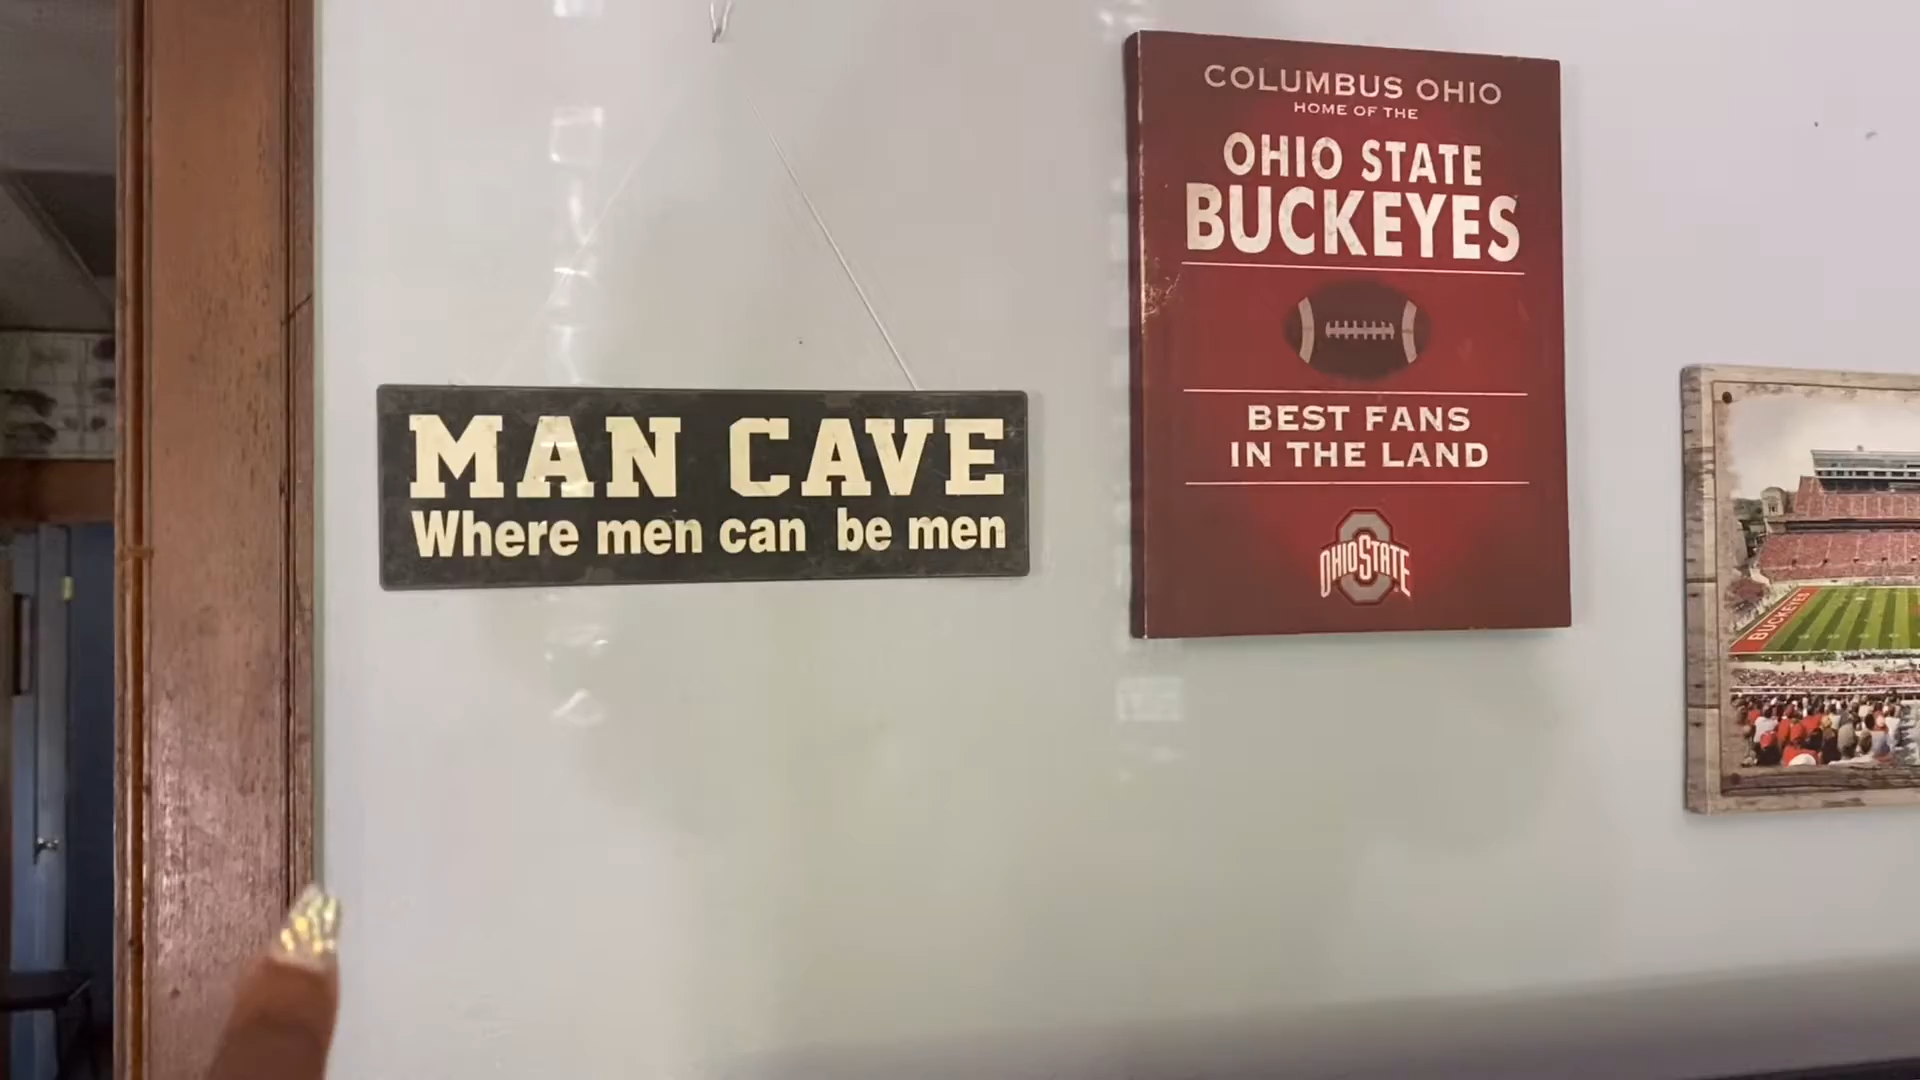 MAN CAVE
Where men can be men
COLUMBUS OHIO
HOME OF THE
OHIO STATE
BUCKEYES
BEST FANS
IN THE LAND
OHIO STATE
BUCKEYES